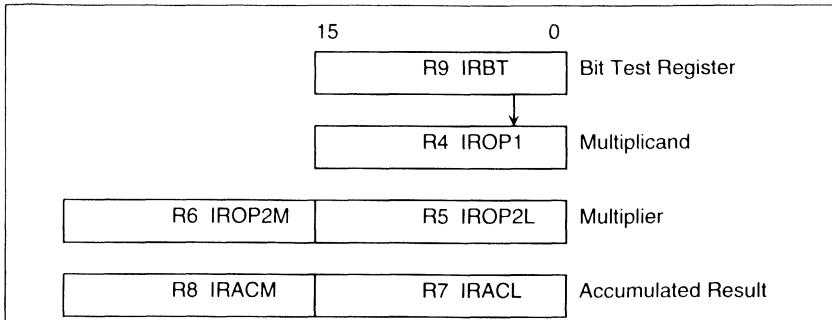 15 0
R9 IRBT Bit Test Register
R4 IROP1 Multiplicand
R6 IROP2M R5 IROP2L Multiplier
R8 IRACM R7 IRACL Accumulated Result